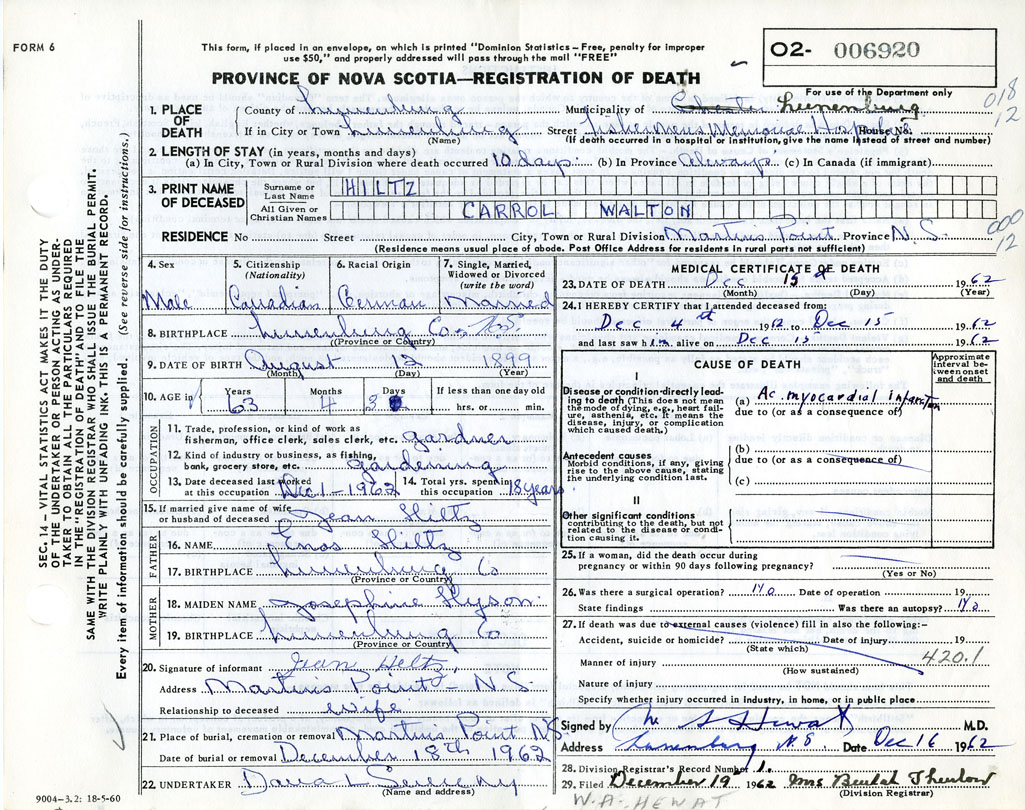 FORM 6
This form, if placed in an envelope, on which is printed "Dominion Statistics – Free, penalty for improper
use $50," and properly addressed will pass through the mail "FREE"
O2- 006920
For use of the Department only
PROVINCE OF NOVA SCOTIA—REGISTRATION OF DEATH
018
12
1. PLACE OF DEATH
County of Lunenburg Municipality of Chester Lunenburg
If in City or Town Lunenburg Street Fishermens Memorial Hospital House No.
(Name) (If death occurred in a hospital or institution, give the name instead of street and number)
2. LENGTH OF STAY (in years, months and days)
(a) In City, Town or Rural Division where death occurred 10 days. (b) In Province Always (c) In Canada (if immigrant)
3. PRINT NAME OF DECEASED
Surname or Last Name HILTZ
All Given or Christian Names CARROL WALTON
000
12
RESIDENCE No Street City, Town or Rural Division Martins Point Province N.S.
(Residence means usual place of abode. Post Office Address for residents in rural parts not sufficient)
4. Sex
Male
5. Citizenship (Nationality)
Canadian
6. Racial Origin
German
7. Single, Married, Widowed or Divorced (write the word)
Married
8. BIRTHPLACE Lunenburg Co. N.S.
(Province or Country)
9. DATE OF BIRTH August 12 1899
(Month) (Day) (Year)
10. AGE in
Years Months Days If less than one day old
63 4 3 hrs. or min.
OCCUPATION
11. Trade, profession, or kind of work as
fisherman, office clerk, sales clerk, etc. gardner
12. Kind of industry or business, as fishing,
bank, grocery store, etc. gardening
13. Date deceased last worked
at this occupation Dec 1 - 1962
14. Total yrs. spent in
this occupation 18 years
15. If married give name of wife
or husband of deceased Jean Hiltz
FATHER
16. NAME Enos Hiltz
17. BIRTHPLACE Lunenburg Co
(Province or Country)
MOTHER
18. MAIDEN NAME Josephine Hyson
19. BIRTHPLACE Lunenburg Co
(Province or Country)
20. Signature of informant Jean Hiltz
Address Martins Point - N.S.
Relationship to deceased Wife
21. Place of burial, cremation or removal Martins Point N.S.
Date of burial or removal December 18th 1962
22. UNDERTAKER
(Name and address)
9004-3.2: 18-5-60
MEDICAL CERTIFICATE OF DEATH
23. DATE OF DEATH Dec 15 1962
(Month) (Day) (Year)
24. I HEREBY CERTIFY that I attended deceased from:
Dec 4th 1962 to Dec 15 1962
and last saw him alive on Dec 15 1962
CAUSE OF DEATH
Approximate interval between onset and death
I
Disease or condition directly leading to death (This does not mean
the mode of dying, e.g., heart failure, asthenia, etc. It means the
disease, injury, or complication
which caused death.)
(a) Ac. myocardial infarction
due to (or as a consequence of)
Antecedent causes
Morbid conditions, if any, giving
rise to the above cause, stating
the underlying condition last.
(b)
due to (or as a consequence of)
(c)
II
Other significant conditions
contributing to the death, but not
related to the disease or condition causing it.
25. If a woman, did the death occur during
pregnancy or within 90 days following pregnancy?
(Yes or No)
26. Was there a surgical operation? No Date of operation 19
State findings Was there an autopsy? No
27. If death was due to external causes (violence) fill in also the following:-
Accident, suicide or homicide? Date of injury 19
(State which)
420.1
Manner of injury
(How sustained)
Nature of injury
Specify whether injury occurred in industry, in home, or in public place
Signed by Hewat M.D.
Address Lunenburg N.S Date Dec 16 1962
28. Division Registrar's Record Number 1.
29. Filed December 19 1962 Mrs Beulah Thurlow
(Division Registrar)
W.A. HEWAT
SEC. 14—VITAL STATISTICS ACT MAKES IT THE DUTY
OF THE UNDERTAKER OR PERSON ACTING AS UNDERTAKER TO OBTAIN ALL THE PARTICULARS REQUIRED
IN THE "REGISTRATION OF DEATH" AND TO FILE THE
SAME WITH THE DIVISION REGISTRAR WHO SHALL ISSUE THE BURIAL PERMIT.
WRITE PLAINLY WITH UNFADING INK. THIS IS A PERMANENT RECORD.
Every item of information should be carefully supplied. (See reverse side for instructions.)